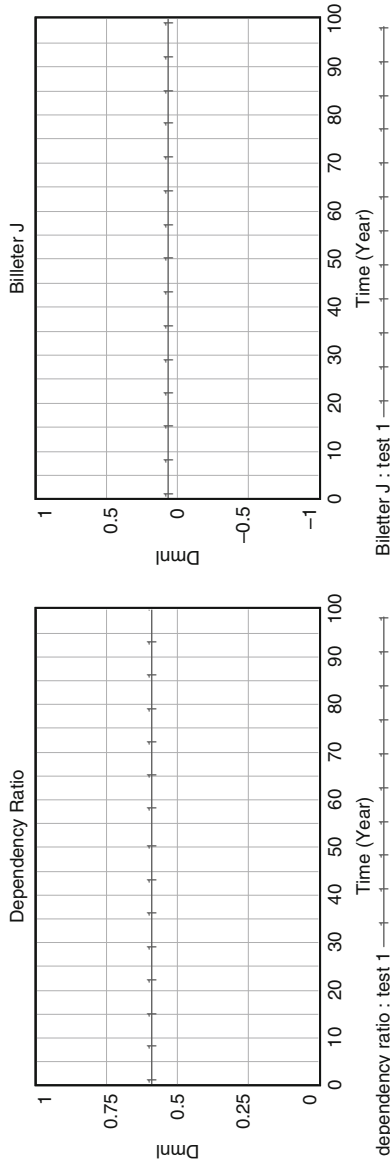 Dependency Ratio
1
0.75
0.5
0.25
0
Dmnl
0 10 20 30 40 50 60 70 80 90 100
Time (Year)
dependency ratio : test 1
Billeter J
1
0.5
0
−0.5
−1
Dmnl
0 10 20 30 40 50 60 70 80 90 100
Time (Year)
Biletter J : test 1